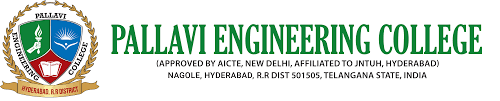 PALLAVI
ENGINEERING COLLEGE
HYDERABAD, R.R DISTRICT
PALLAVI ENGINEERING COLLEGE
(APPROVED BY AICTE, NEW DELHI, AFFILIATED TO JNTUH, HYDERABAD)
NAGOLE, HYDERABAD, R.R DIST 501505, TELANGANA STATE, INDIA